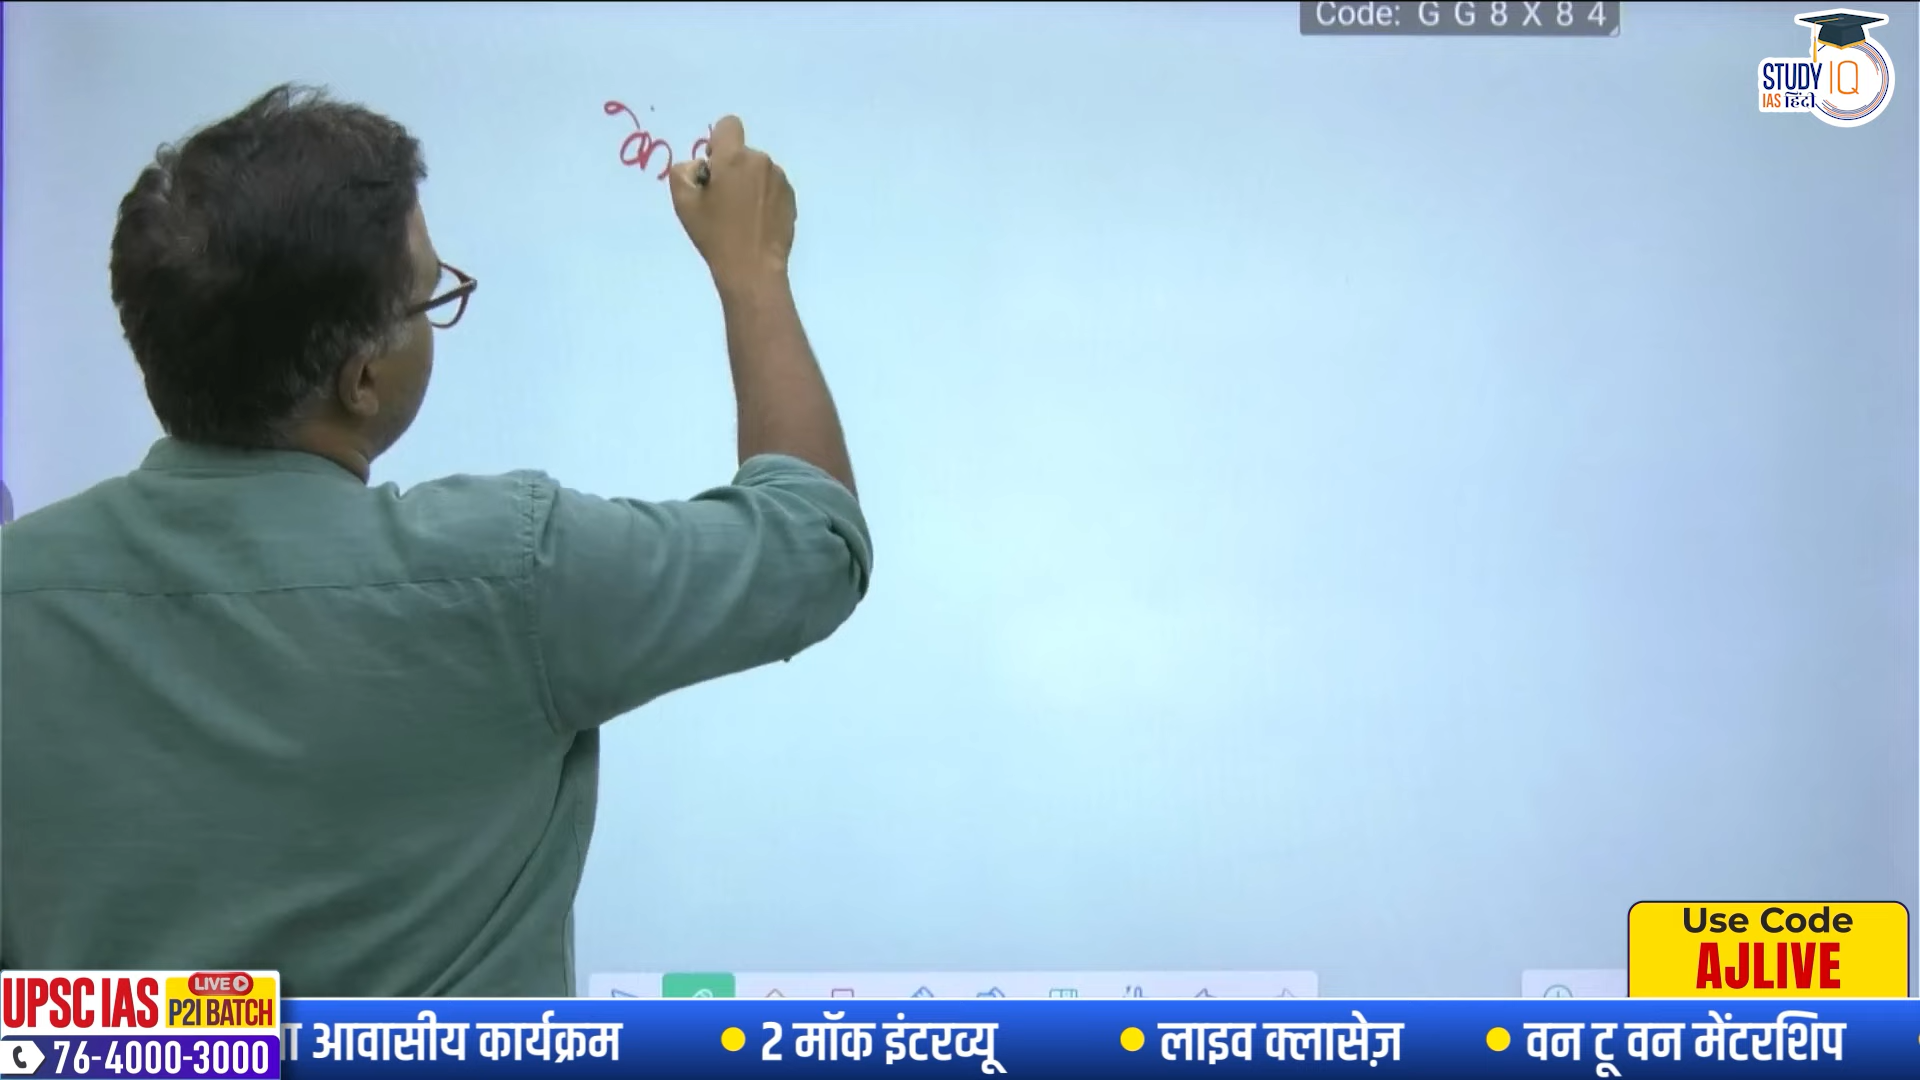 Code: G G 8 X 8 4
STUDY IQ
IAS हिंदी
के
Use Code
AJLIVE
UPSC IAS LIVE P2I BATCH
76-4000-3000
आवासीय कार्यक्रम • 2 मॉक इंटरव्यू • लाइव क्लासेज़ • वन टू वन मेंटरशिप